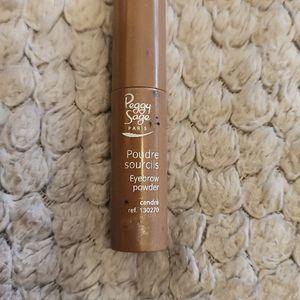 Peggy
Sage
PARIS
Poudre
sourcils
Eyebrow
powder
cendré
ref. 130270